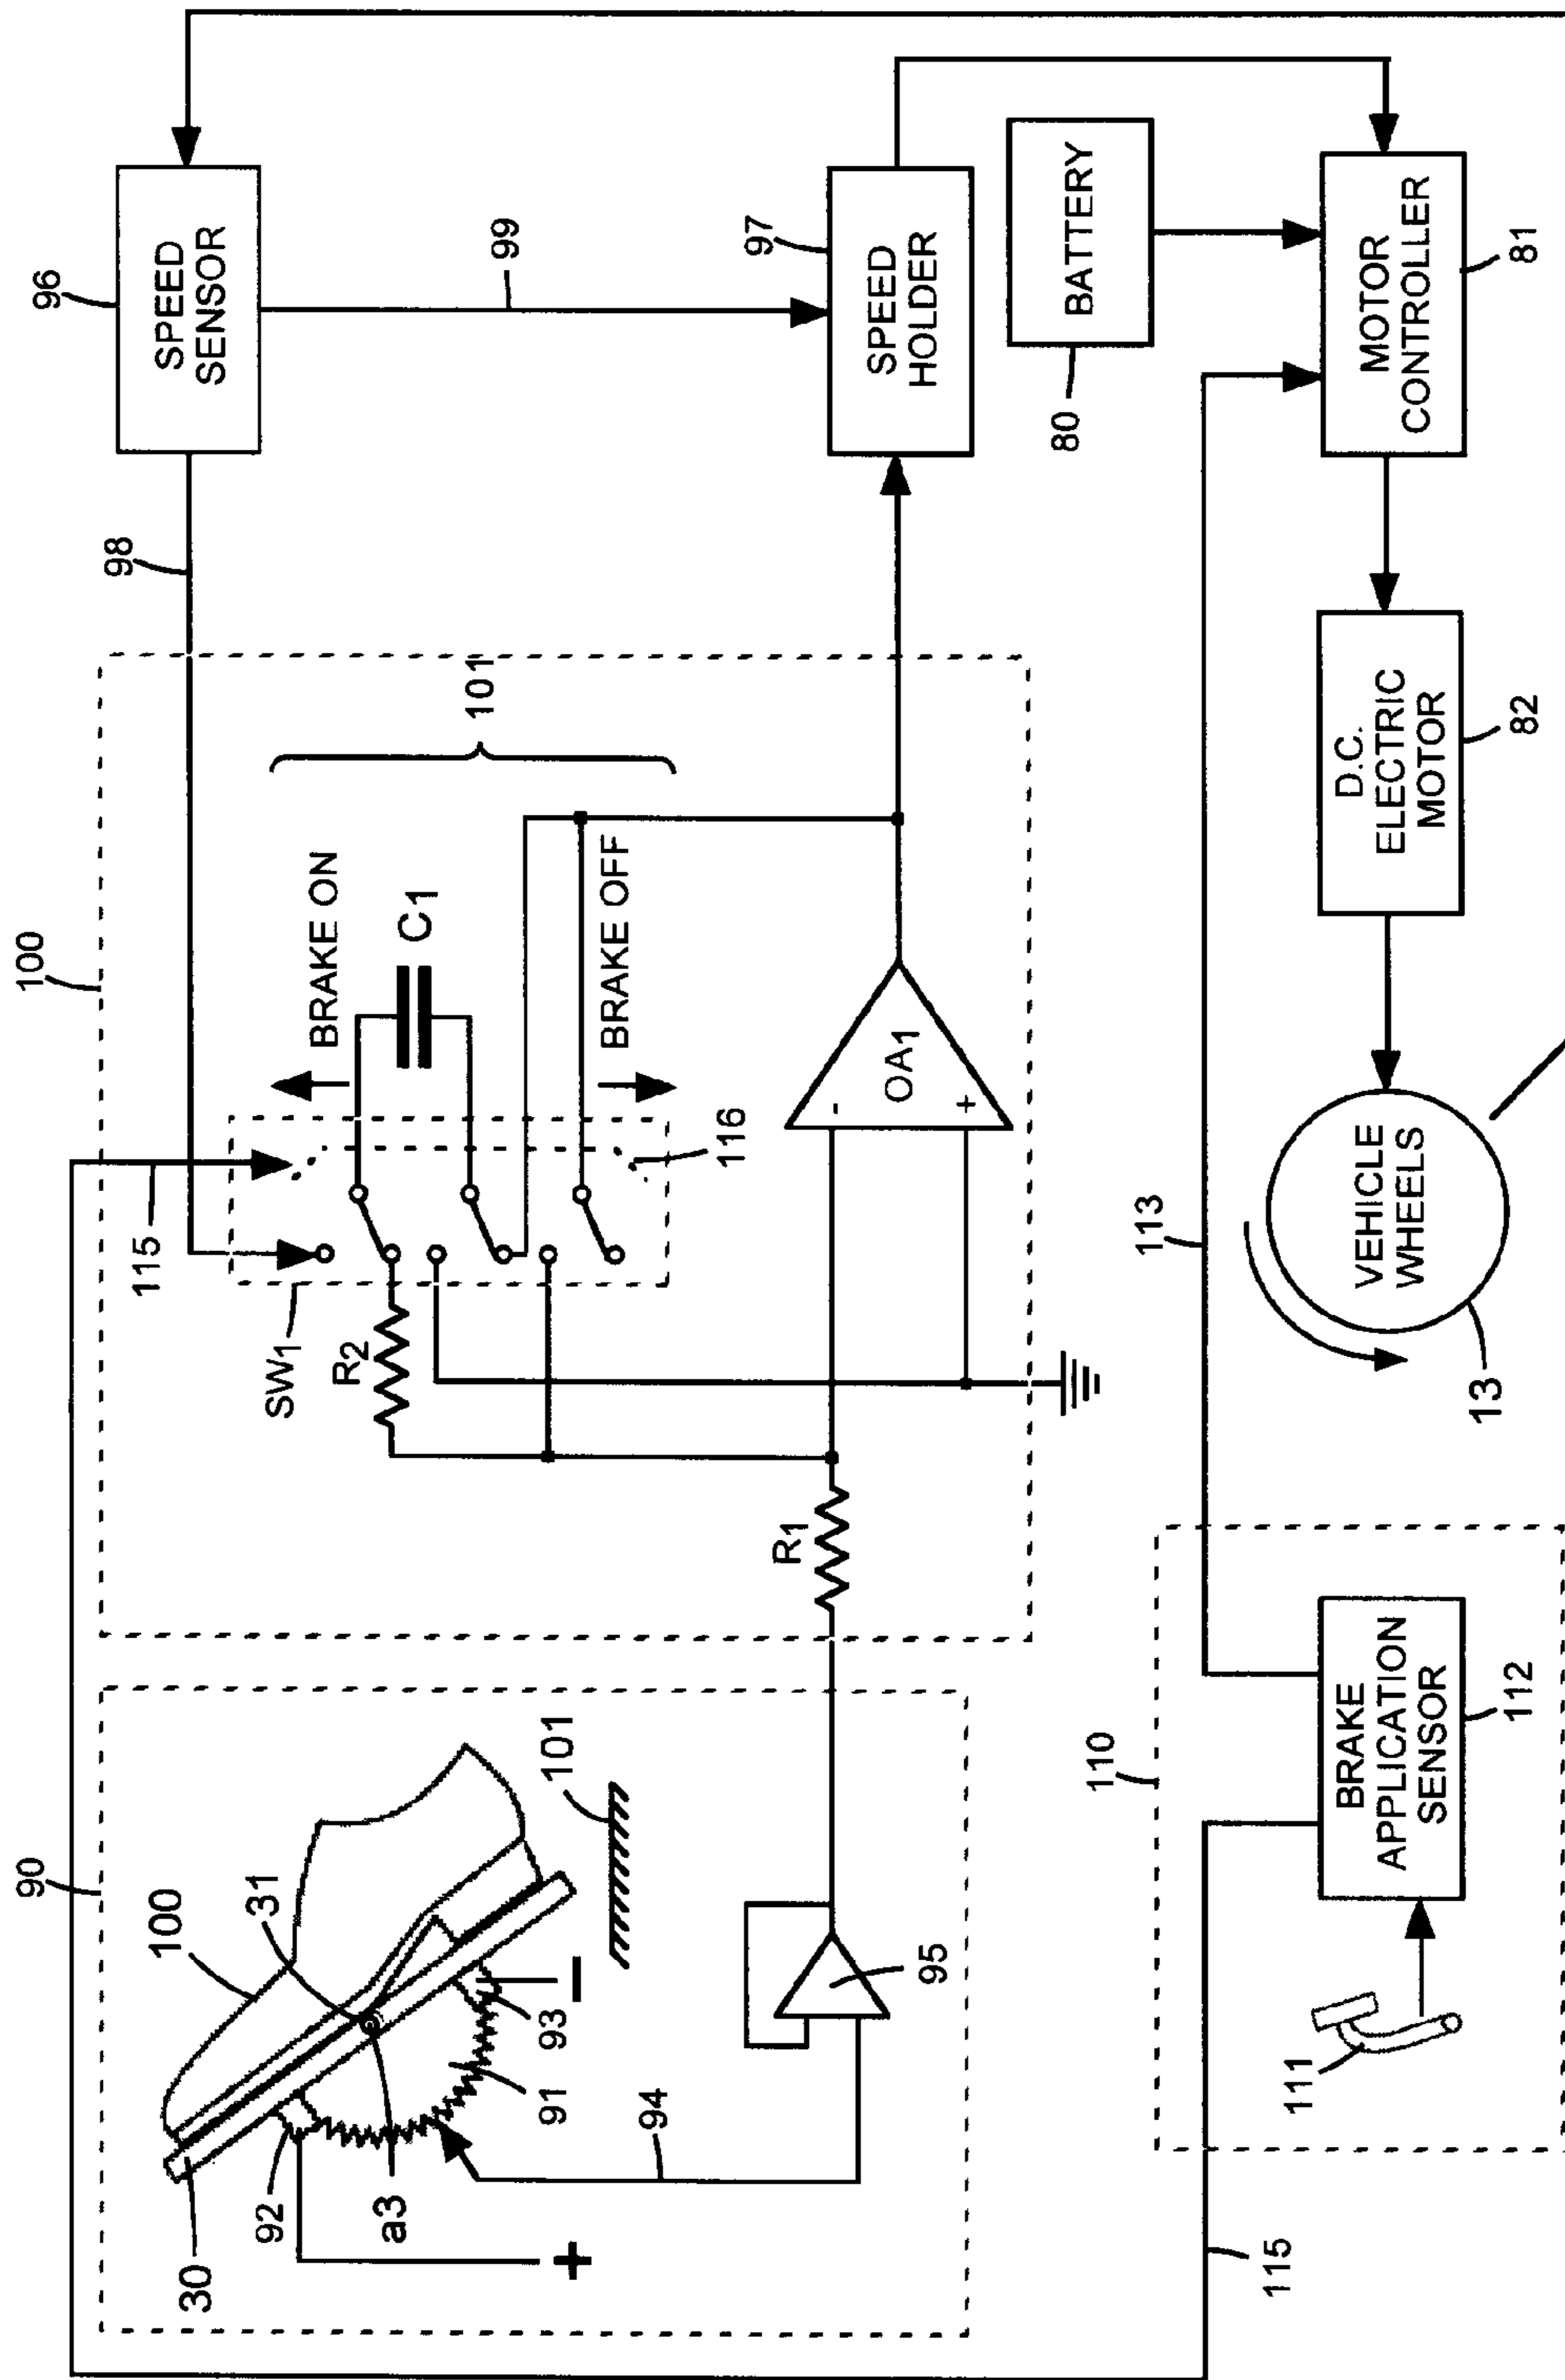 90
100
100
30
92
31
a3
91
93
94
101
95
+
−
115
SW1
R2
R1
116
BRAKE ON
C1
BRAKE OFF
101
OA1
-
+
98
96
SPEED
SENSOR
99
97
SPEED
HOLDER
BATTERY
80
MOTOR
CONTROLLER
81
D.C.
ELECTRIC
MOTOR
82
VEHICLE
WHEELS
13
113
110
BRAKE
APPLICATION
SENSOR
112
111
115